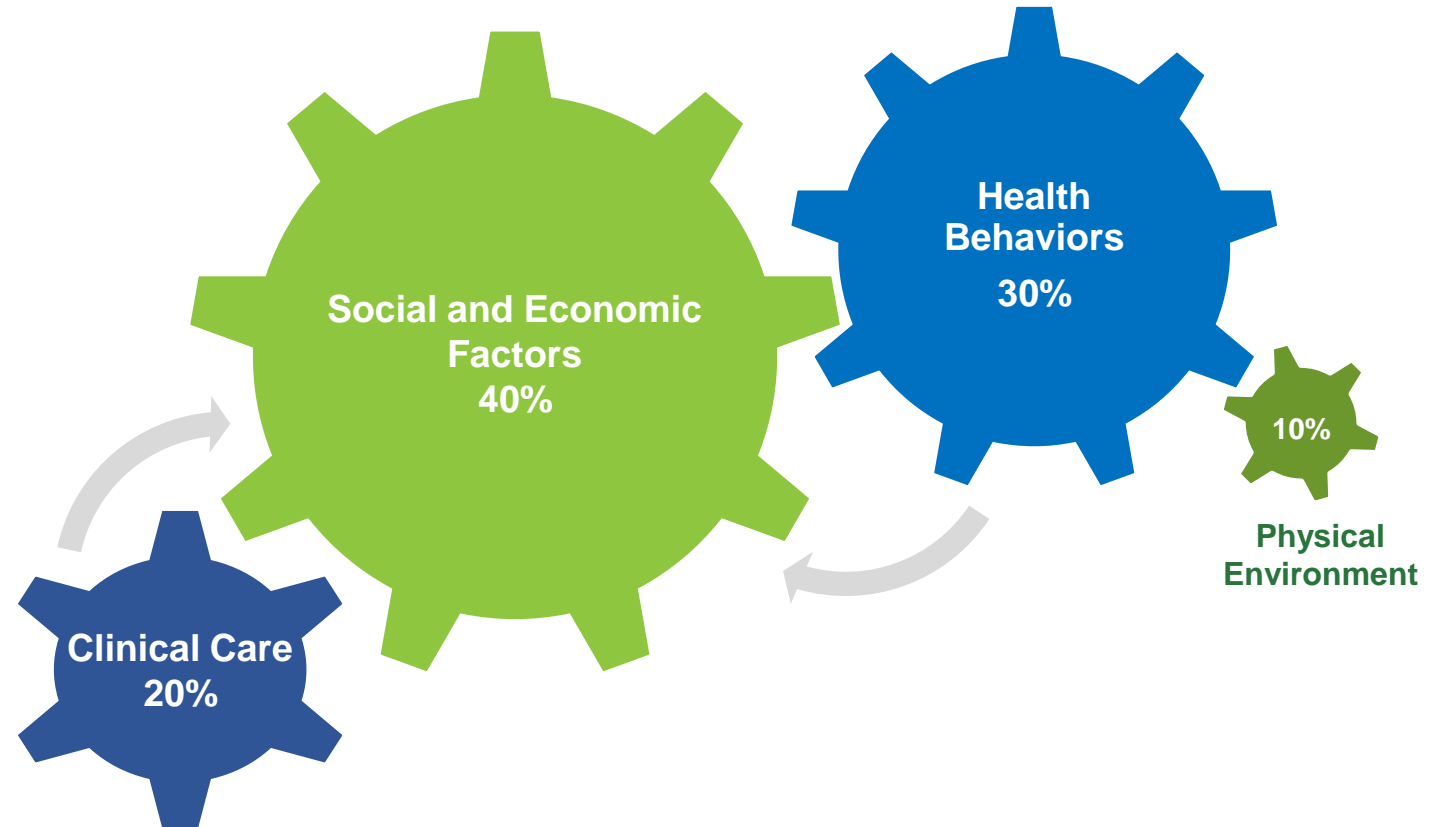 Social and Economic
Factors
40%
Health
Behaviors
30%
10%
Physical
Environment
Clinical Care
20%